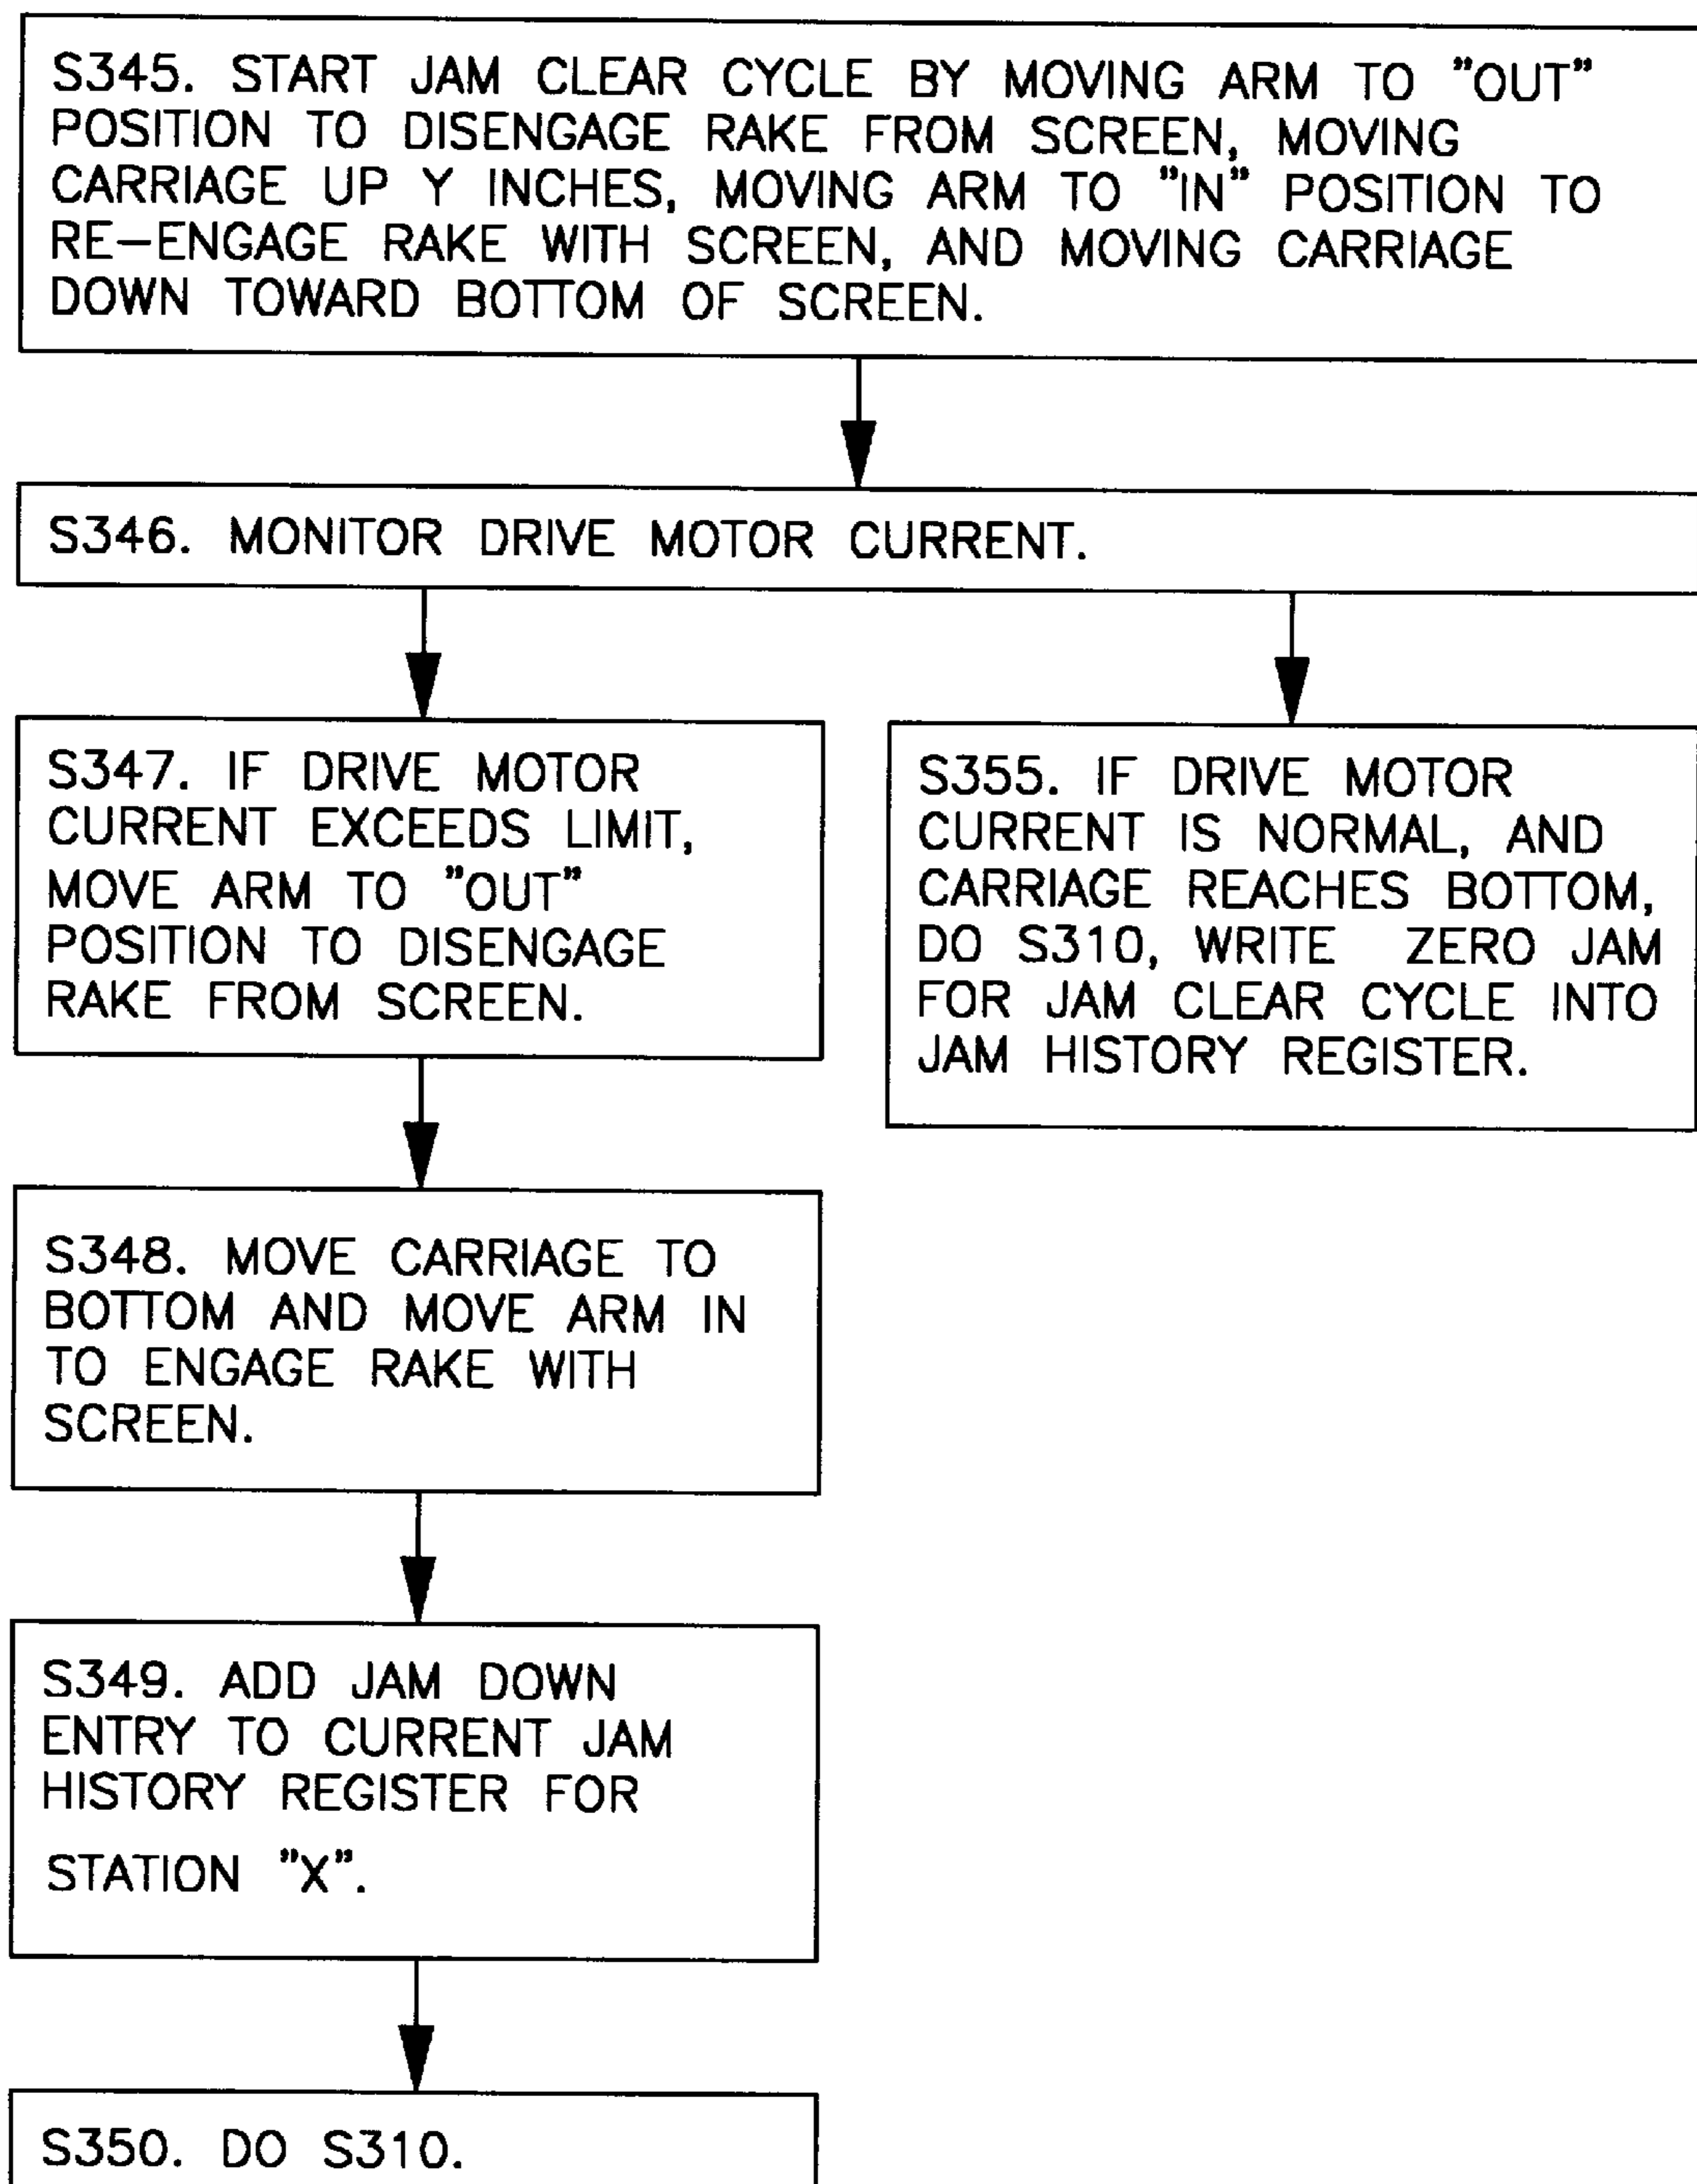 S345. START JAM CLEAR CYCLE BY MOVING ARM TO "OUT"
POSITION TO DISENGAGE RAKE FROM SCREEN, MOVING
CARRIAGE UP Y INCHES, MOVING ARM TO "IN" POSITION TO
RE-ENGAGE RAKE WITH SCREEN, AND MOVING CARRIAGE
DOWN TOWARD BOTTOM OF SCREEN.
S346. MONITOR DRIVE MOTOR CURRENT.
S347. IF DRIVE MOTOR
CURRENT EXCEEDS LIMIT,
MOVE ARM TO "OUT"
POSITION TO DISENGAGE
RAKE FROM SCREEN.
S355. IF DRIVE MOTOR
CURRENT IS NORMAL, AND
CARRIAGE REACHES BOTTOM,
DO S310, WRITE ZERO JAM
FOR JAM CLEAR CYCLE INTO
JAM HISTORY REGISTER.
S348. MOVE CARRIAGE TO
BOTTOM AND MOVE ARM IN
TO ENGAGE RAKE WITH
SCREEN.
S349. ADD JAM DOWN
ENTRY TO CURRENT JAM
HISTORY REGISTER FOR
STATION "X".
S350. DO S310.